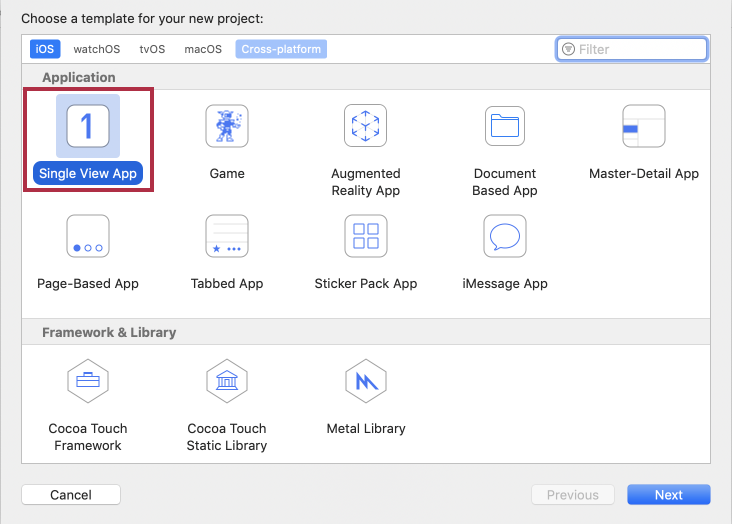 Choose a template for your new project:
iOS watchOS tvOS macOS Cross-platform Filter
Application
1
Single View App Game Augmented Reality App Document Based App Master-Detail App
Page-Based App Tabbed App Sticker Pack App iMessage App
Framework & Library
Cocoa Touch Framework Cocoa Touch Static Library Metal Library
Cancel Previous Next